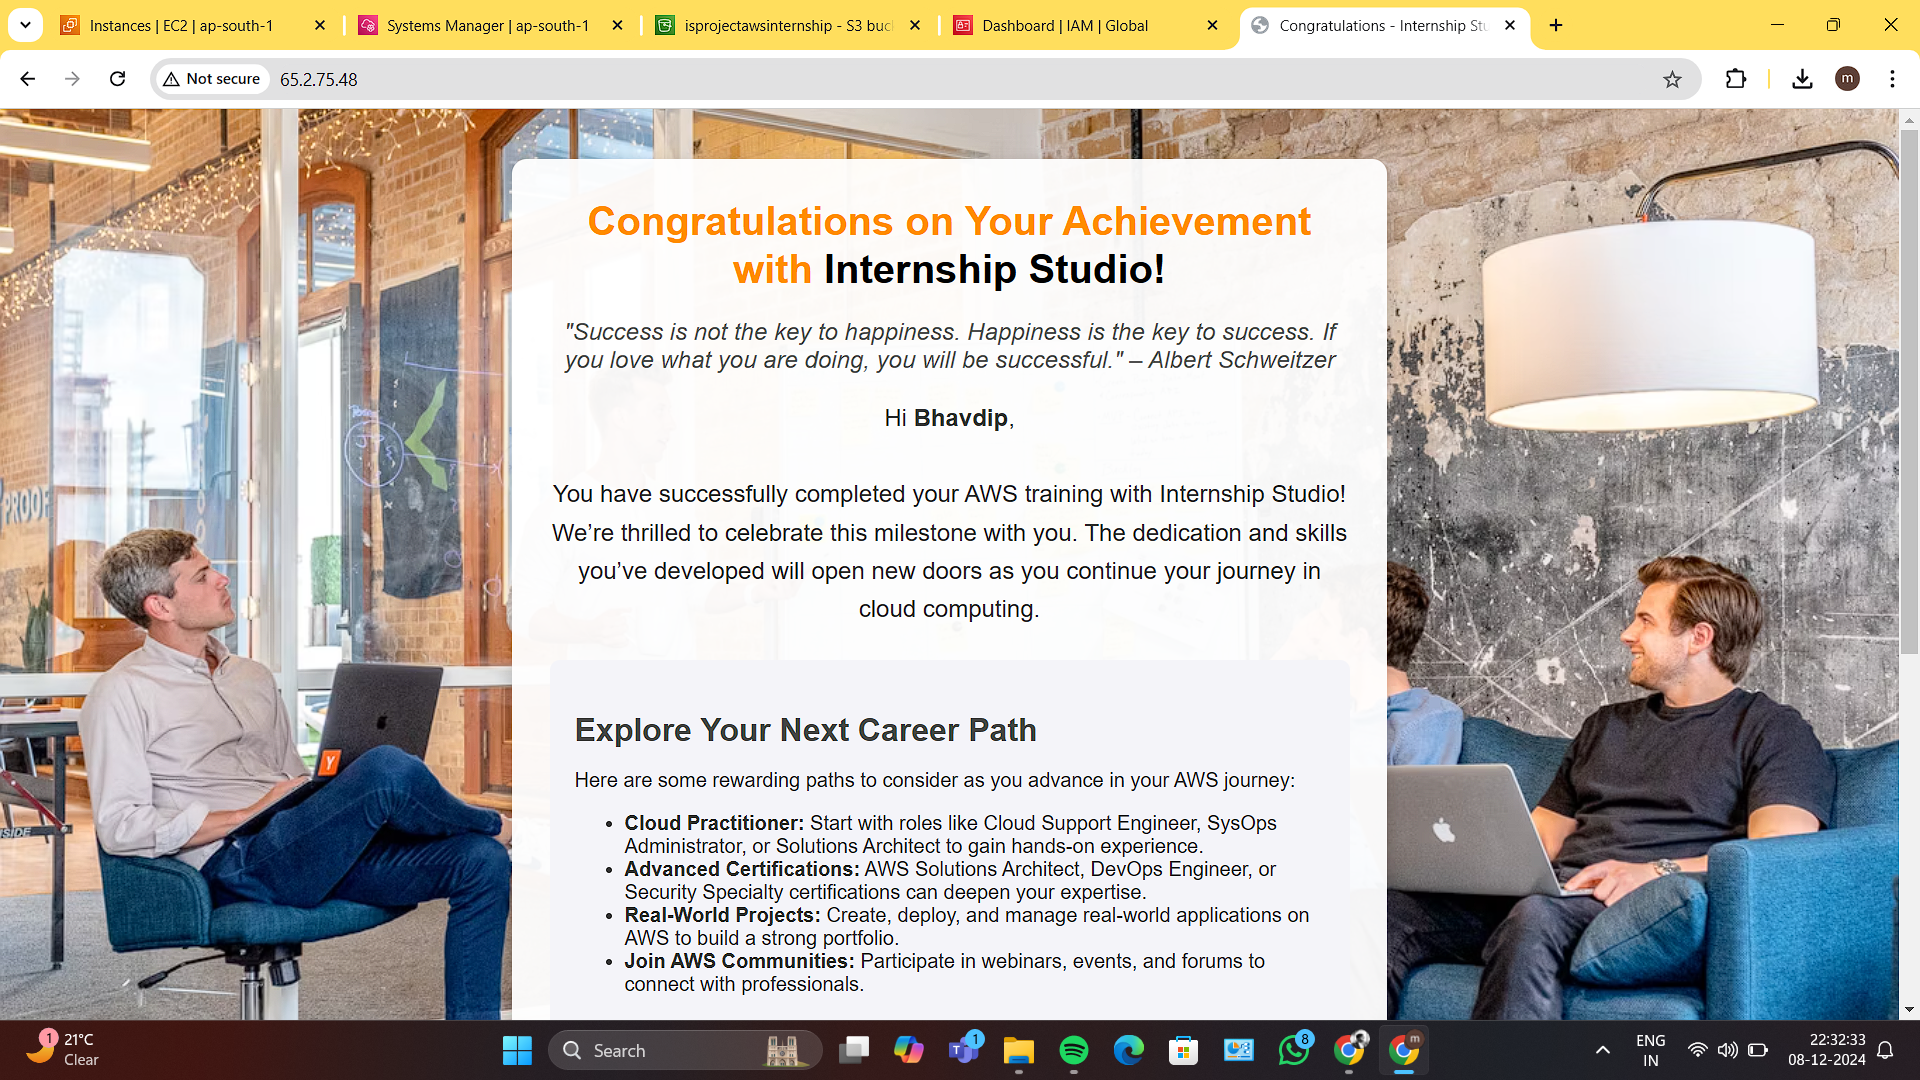 Instances | EC2 | ap-south-1
Systems Manager | ap-south-1
isprojectawsinternship - S3 buc
Dashboard | IAM | Global
Congratulations - Internship Stu
Not secure
65.2.75.48
m
Congratulations on Your Achievement
with Internship Studio!
"Success is not the key to happiness. Happiness is the key to success. If
you love what you are doing, you will be successful." – Albert Schweitzer
Hi Bhavdip,
You have successfully completed your AWS training with Internship Studio!
We’re thrilled to celebrate this milestone with you. The dedication and skills
you’ve developed will open new doors as you continue your journey in
cloud computing.
Explore Your Next Career Path
Here are some rewarding paths to consider as you advance in your AWS journey:
• Cloud Practitioner: Start with roles like Cloud Support Engineer, SysOps
Administrator, or Solutions Architect to gain hands-on experience.
• Advanced Certifications: AWS Solutions Architect, DevOps Engineer, or
Security Specialty certifications can deepen your expertise.
• Real-World Projects: Create, deploy, and manage real-world applications on
AWS to build a strong portfolio.
• Join AWS Communities: Participate in webinars, events, and forums to
connect with professionals.
PROOF
Y
1
21°C
Clear
Search
1
8
m
ENG
IN
22:32:33
08-12-2024